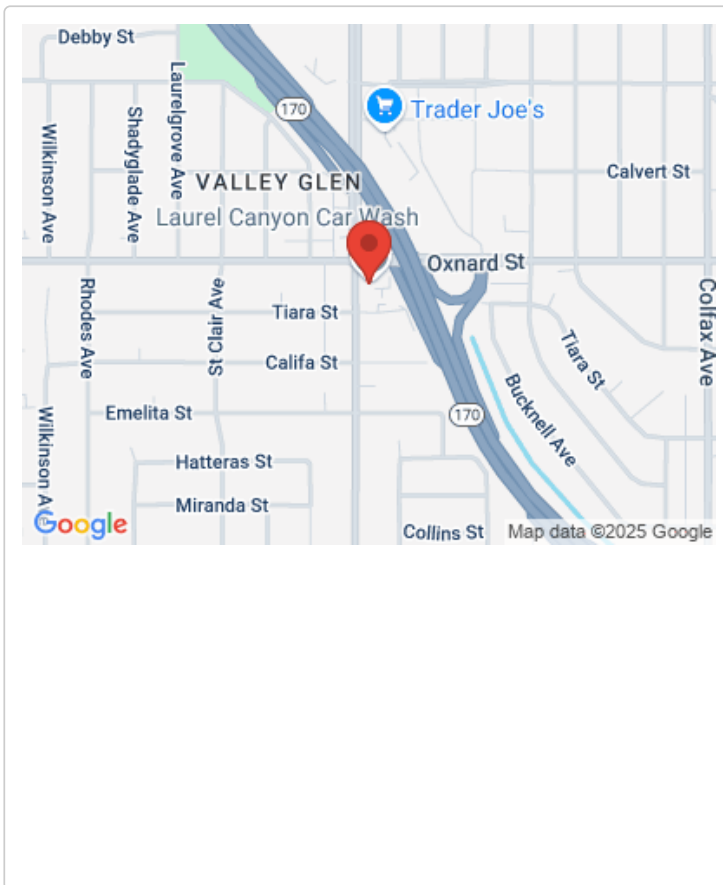 Debby St
Laurelgrove Ave
170
Trader Joe's
Wilkinson Ave
Shadyglade Ave
Calvert St
VALLEY GLEN
Laurel Canyon Car Wash
Oxnard St
Rhodes Ave
St Clair Ave
Tiara St
Colfax Ave
Tiara St
Califa St
Bucknell Ave
Emelita St
170
Wilkinson Av
Hatteras St
Miranda St
Google
Collins St
Map data ©2025 Google